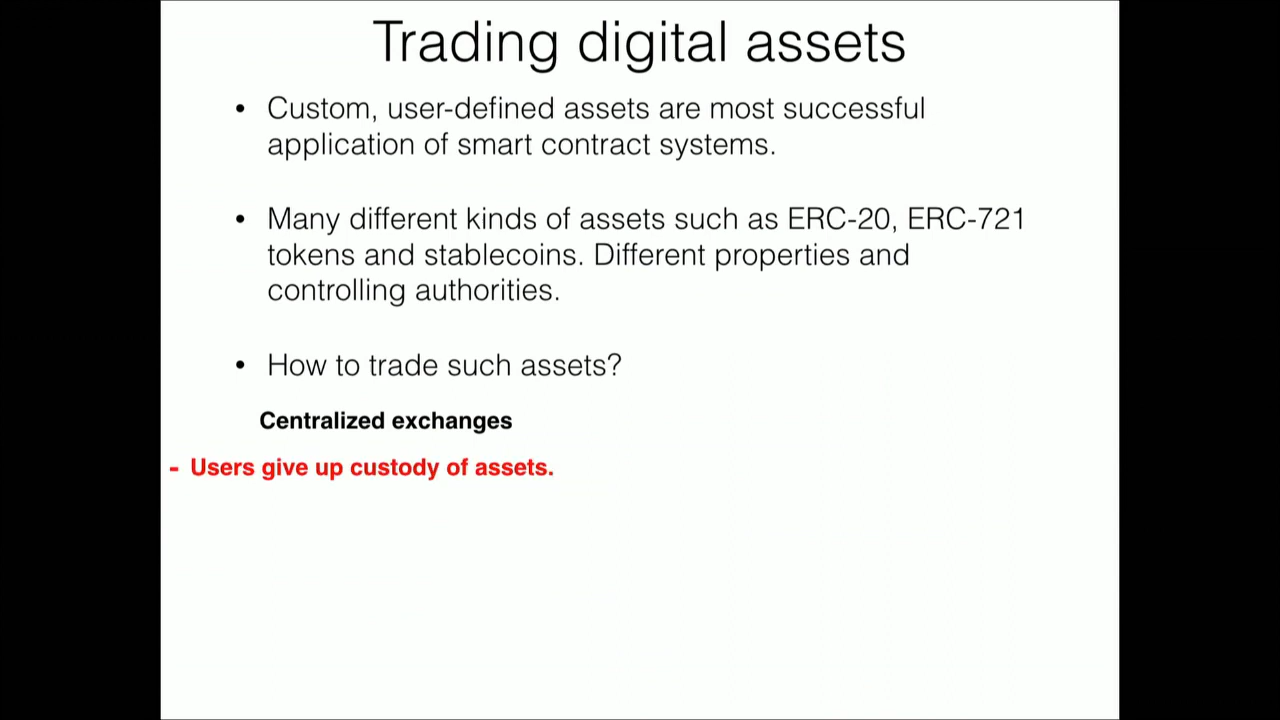 Trading digital assets
• Custom, user-defined assets are most successful
application of smart contract systems.
• Many different kinds of assets such as ERC-20, ERC-721
tokens and stablecoins. Different properties and
controlling authorities.
• How to trade such assets?
Centralized exchanges
- Users give up custody of assets.